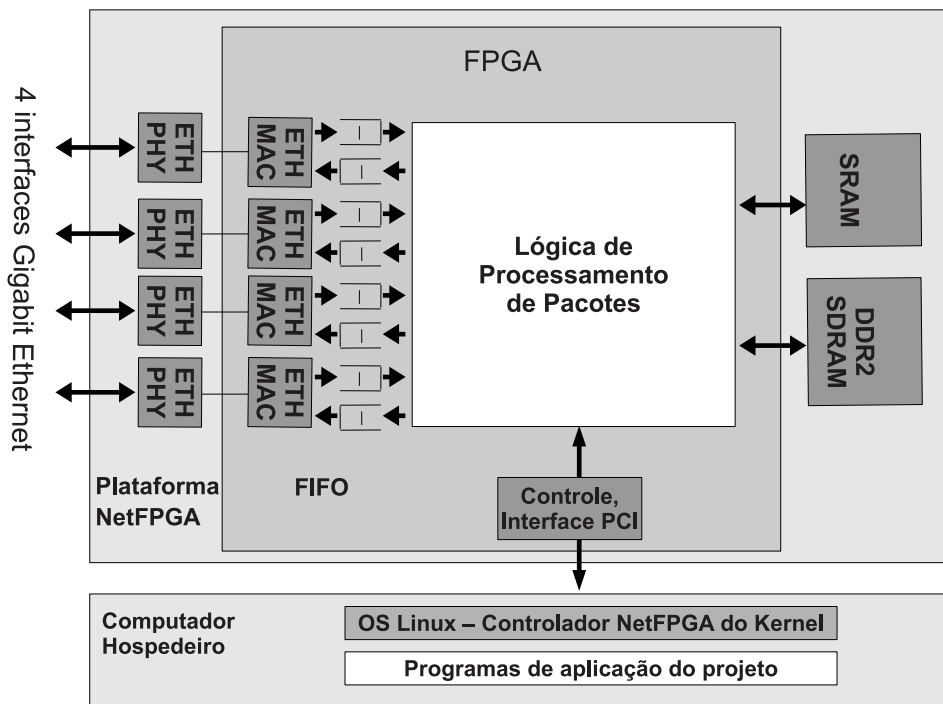 FPGA
4 interfaces Gigabit Ethernet
ETH
PHY
ETH
MAC
ETH
PHY
ETH
MAC
ETH
PHY
ETH
MAC
ETH
PHY
ETH
MAC
Lógica de
Processamento
de Pacotes
SRAM
DDR2
SDRAM
Plataforma
NetFPGA
FIFO
Controle,
Interface PCI
Computador
Hospedeiro
OS Linux – Controlador NetFPGA do Kernel
Programas de aplicação do projeto